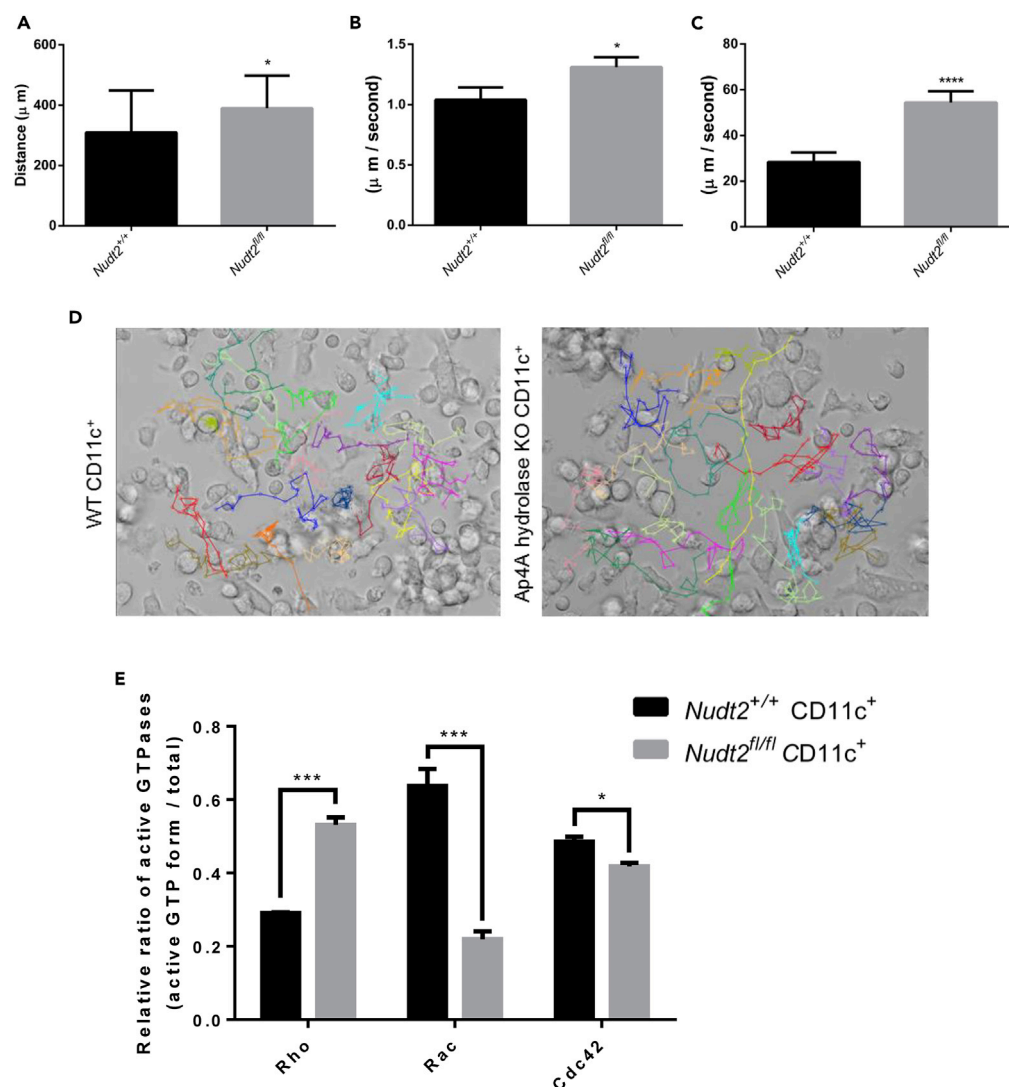 A
Distance (μ m)
600
400
200
0
*
Nudt2+/+
Nudt2fl/fl
B
(μ m / second)
1.5
1.0
0.5
0.0
*
Nudt2+/+
Nudt2fl/fl
C
(μ m / second)
80
60
40
20
0
****
Nudt2+/+
Nudt2fl/fl
D
WT CD11c+
Ap4A hydrolase KO CD11c+
E
Nudt2+/+ CD11c+
Nudt2fl/fl CD11c+
Relative ratio of active GTPases
(active GTP form / total)
0.8
0.6
0.4
0.2
0.0
***
***
*
Rho
Rac
Cdc42